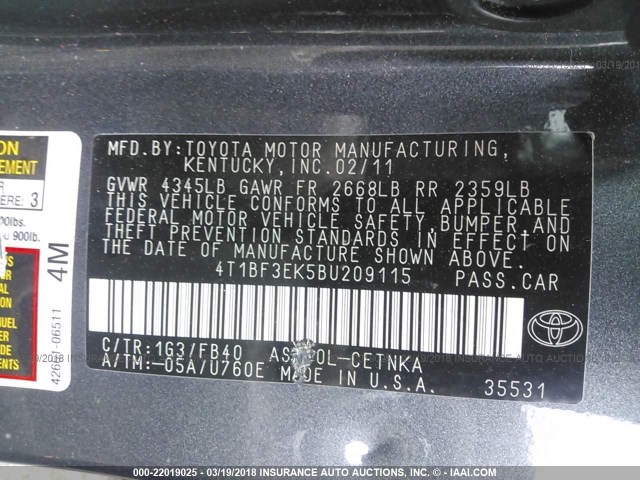 MFD.BY:TOYOTA MOTOR MANUFACTURING,
KENTUCKY,INC.02/11
GVWR 4345LB GAWR FR 2668LB RR 2359LB
THIS VEHICLE CONFORMS TO ALL APPLICABLE
FEDERAL MOTOR VEHICLE SAFETY,BUMPER,AND
THEFT PREVENTION STANDARDS IN EFFECT ON
THE DATE OF MANUFACTURE SHOWN ABOVE.
4T1BF3EK5BU209115 PASS.CAR
C/TR:1G3/FB40
A/TM:-05A/U760E MADE IN U.S.A. 35531
4M
3
000-22019025 - 03/19/2018 INSURANCE AUTO AUCTIONS, INC. - © IAAI.COM